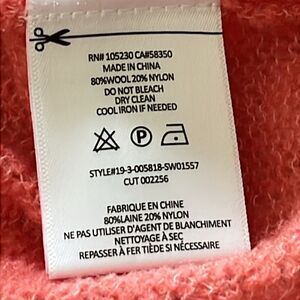 RN# 105230 CA#58350
MADE IN CHINA
80%WOOL 20% NYLON
DO NOT BLEACH
DRY CLEAN
COOL IRON IF NEEDED
P
STYLE#19-3-005818-SW01557
CUT 002256
FABRIQUE EN CHINE
80%LAINE 20% NYLON
NE PAS UTILISER D'AGENT DE BLANCHIMENT
NETTOYAGE À SEC
REPASSER À FER TIÈDE SI NÉCESSAIRE